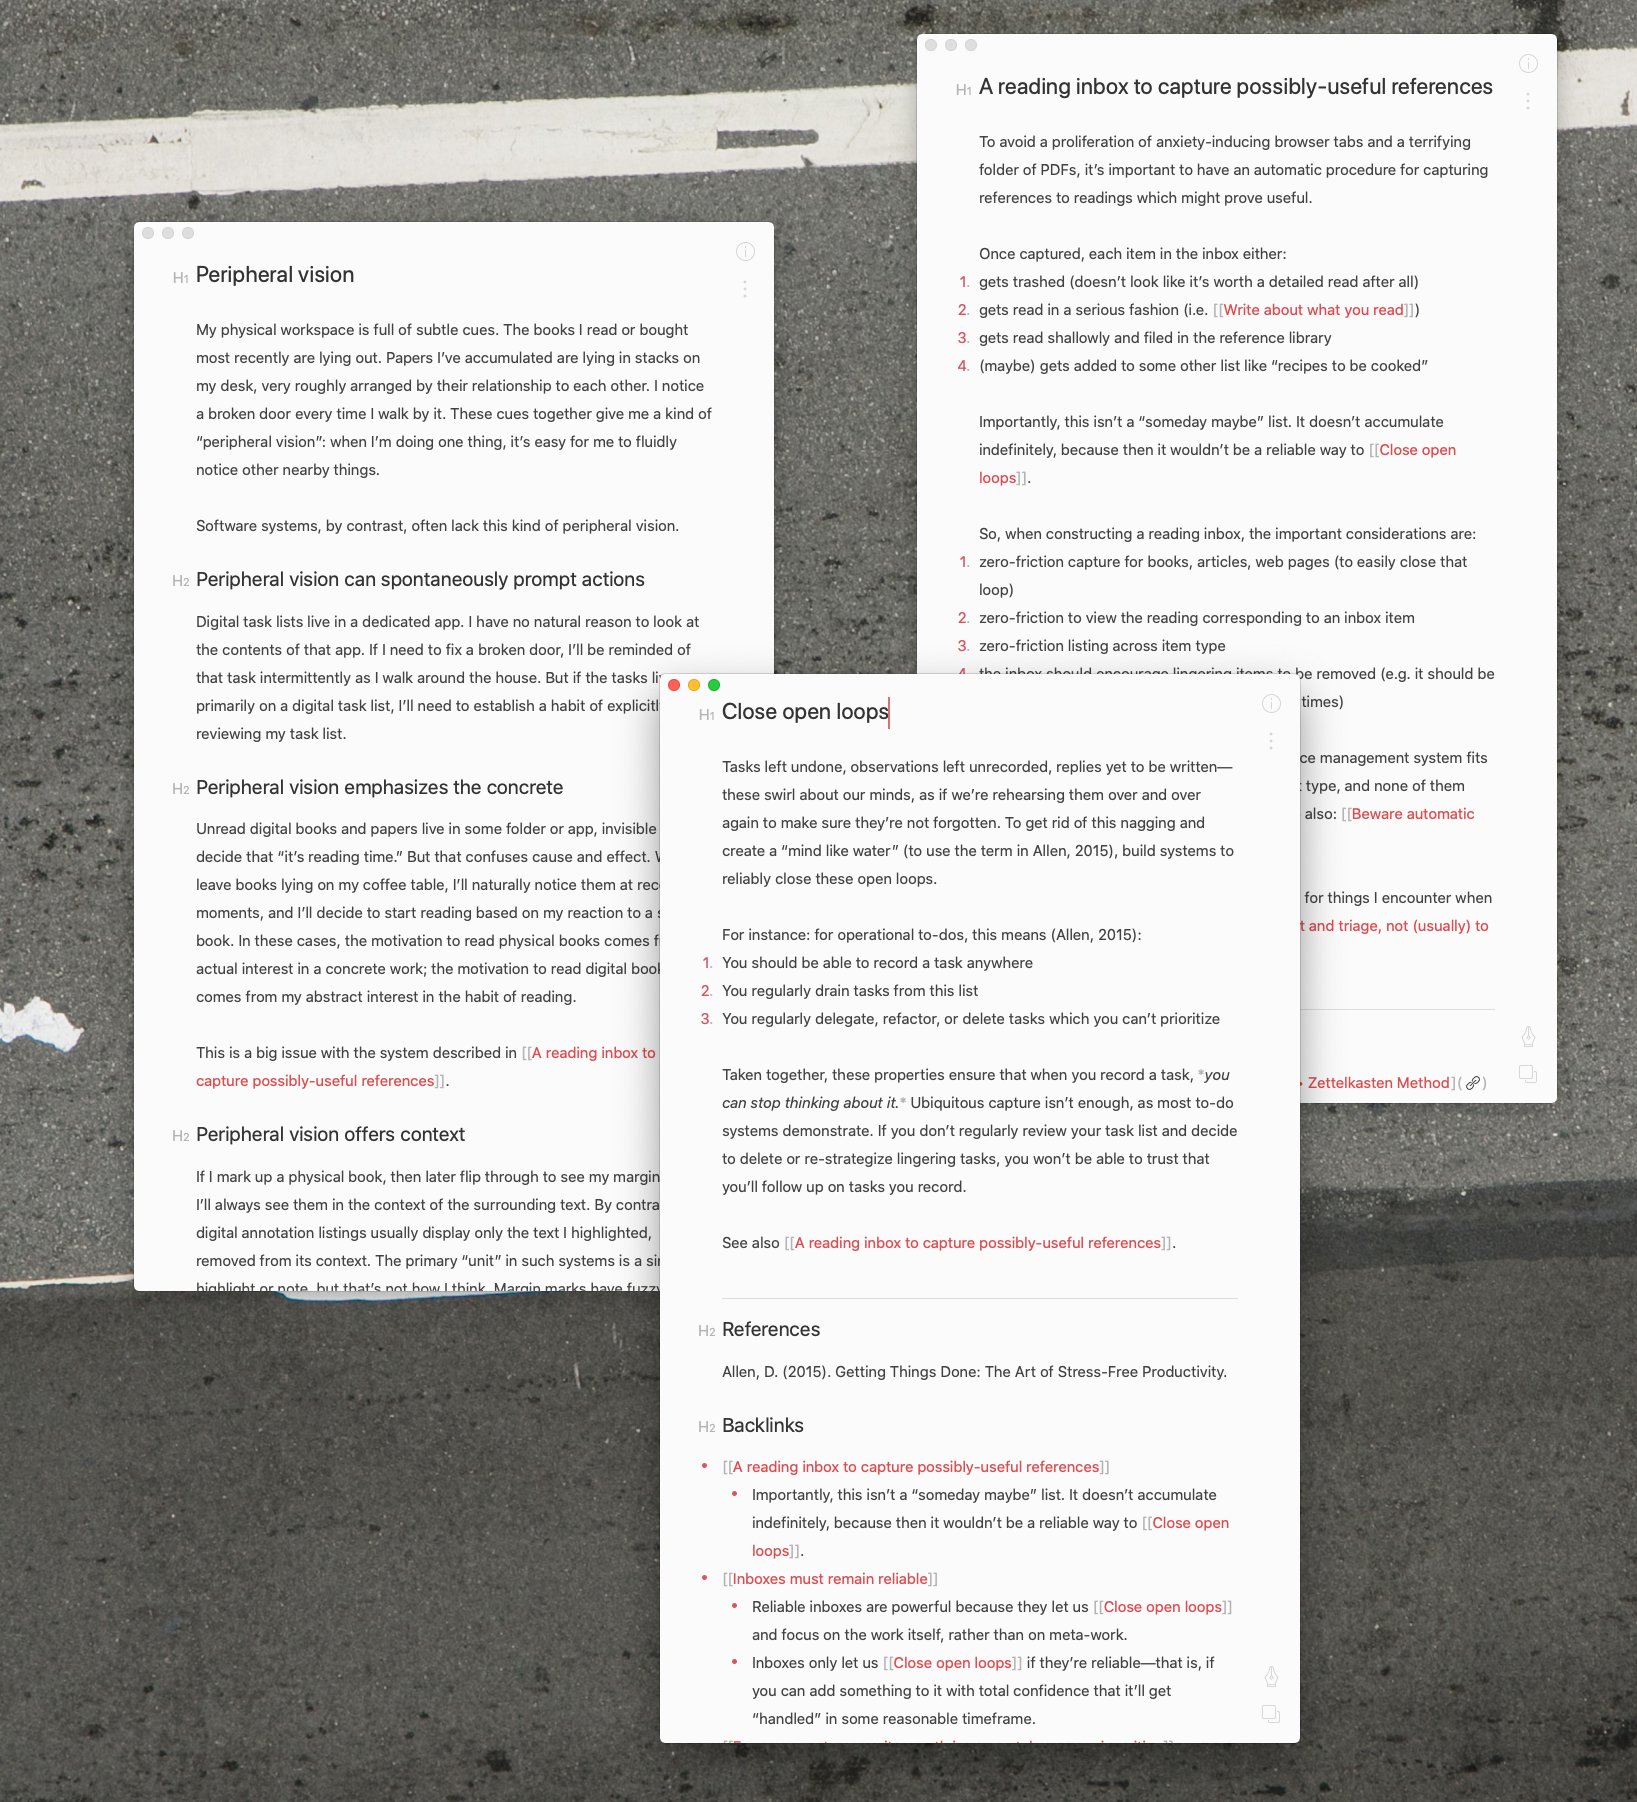 H1 Peripheral vision
My physical workspace is full of subtle cues. The books I read or bought
most recently are lying out. Papers I’ve accumulated are lying in stacks on
my desk, very roughly arranged by their relationship to each other. I notice
a broken door every time I walk by it. These cues together give me a kind of
“peripheral vision”: when I’m doing one thing, it’s easy for me to fluidly
notice other nearby things.
Software systems, by contrast, often lack this kind of peripheral vision.
H2 Peripheral vision can spontaneously prompt actions
Digital task lists live in a dedicated app. I have no natural reason to look at
the contents of that app. If I need to fix a broken door, I’ll be reminded of
that task intermittently as I walk around the house. But if the tasks
primarily on a digital task list, I’ll need to establish a habit of
reviewing my task list.
H2 Peripheral vision emphasizes the concrete
Unread digital books and papers live in some folder or app, invisible
decide that “it’s reading time.” But that confuses cause and effect.
leave books lying on my coffee table, I’ll naturally notice them at
moments, and I’ll decide to start reading based on my reaction to a
book. In these cases, the motivation to read physical books comes
actual interest in a concrete work; the motivation to read digital
comes from my abstract interest in the habit of reading.
This is a big issue with the system described in [[A reading inbox to
capture possibly-useful references]].
H2 Peripheral vision offers context
If I mark up a physical book, then later flip through to see my
I’ll always see them in the context of the surrounding text. By
digital annotation listings usually display only the text I highlighted,
removed from its context. The primary “unit” in such systems is a
highlight or note, but that’s not how I think. Margin marks have
H1 A reading inbox to capture possibly-useful references
To avoid a proliferation of anxiety-inducing browser tabs and a terrifying
folder of PDFs, it’s important to have an automatic procedure for capturing
references to readings which might prove useful.
Once captured, each item in the inbox either:
1. gets trashed (doesn’t look like it’s worth a detailed read after all)
2. gets read in a serious fashion (i.e. [[Write about what you read]])
3. gets read shallowly and filed in the reference library
4. (maybe) gets added to some other list like “recipes to be cooked”
Importantly, this isn’t a “someday maybe” list. It doesn’t accumulate
indefinitely, because then it wouldn’t be a reliable way to [[Close open
loops]].
So, when constructing a reading inbox, the important considerations are:
1. zero-friction capture for books, articles, web pages (to easily close that
loop)
2. zero-friction to view the reading corresponding to an inbox item
3. zero-friction listing across item type
4. the inbox should encourage lingering items to be removed (e.g. it should be
times)
management system fits
type, and none of them
also: [[Beware automatic
for things I encounter when
and triage, not (usually) to
Zettelkasten Method]()
H1 Close open loops
Tasks left undone, observations left unrecorded, replies yet to be written—
these swirl about our minds, as if we’re rehearsing them over and over
again to make sure they’re not forgotten. To get rid of this nagging and
create a “mind like water” (to use the term in Allen, 2015), build systems to
reliably close these open loops.
For instance: for operational to-dos, this means (Allen, 2015):
1. You should be able to record a task anywhere
2. You regularly drain tasks from this list
3. You regularly delegate, refactor, or delete tasks which you can’t prioritize
Taken together, these properties ensure that when you record a task, *you
can stop thinking about it.* Ubiquitous capture isn’t enough, as most to-do
systems demonstrate. If you don’t regularly review your task list and decide
to delete or re-strategize lingering tasks, you won’t be able to trust that
you’ll follow up on tasks you record.
See also [[A reading inbox to capture possibly-useful references]].
H2 References
Allen, D. (2015). Getting Things Done: The Art of Stress-Free Productivity.
H2 Backlinks
• [[A reading inbox to capture possibly-useful references]]
• Importantly, this isn’t a “someday maybe” list. It doesn’t accumulate
indefinitely, because then it wouldn’t be a reliable way to [[Close open
loops]].
• [[Inboxes must remain reliable]]
• Reliable inboxes are powerful because they let us [[Close open loops]]
and focus on the work itself, rather than on meta-work.
• Inboxes only let us [[Close open loops]] if they’re reliable—that is, if
you can add something to it with total confidence that it’ll get
“handled” in some reasonable timeframe.